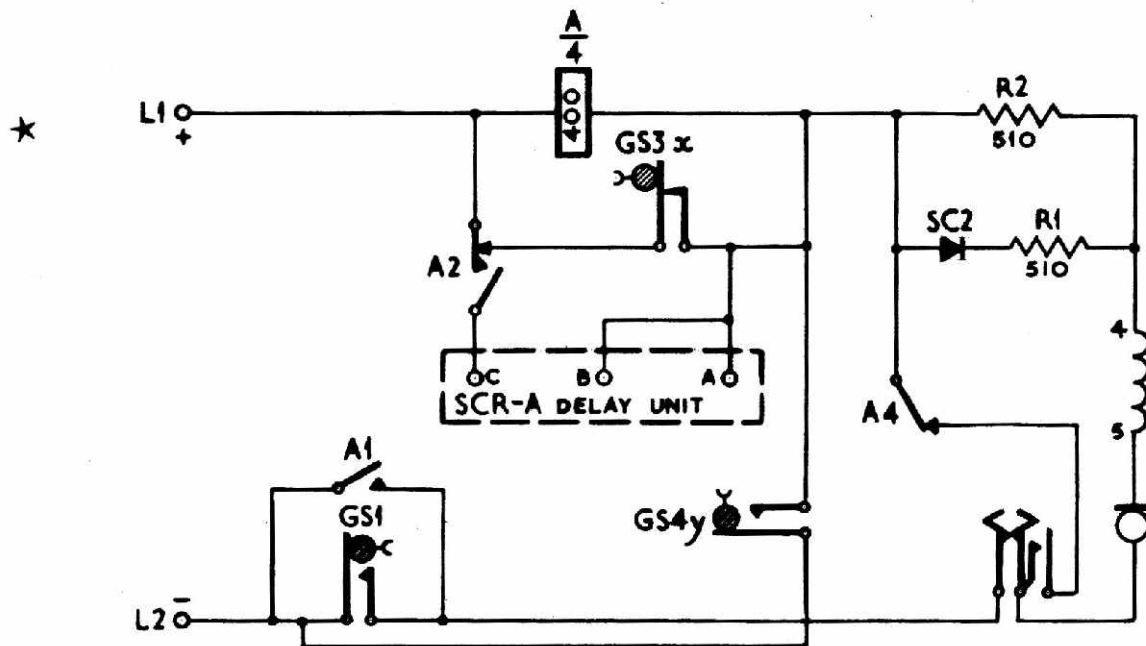 A
4
L1
+
GS3 x
R2
510
SC2
R1
510
A2
C
B
A
SCR-A DELAY UNIT
4
5
A4
A1
GS1
GS4y
L2
−